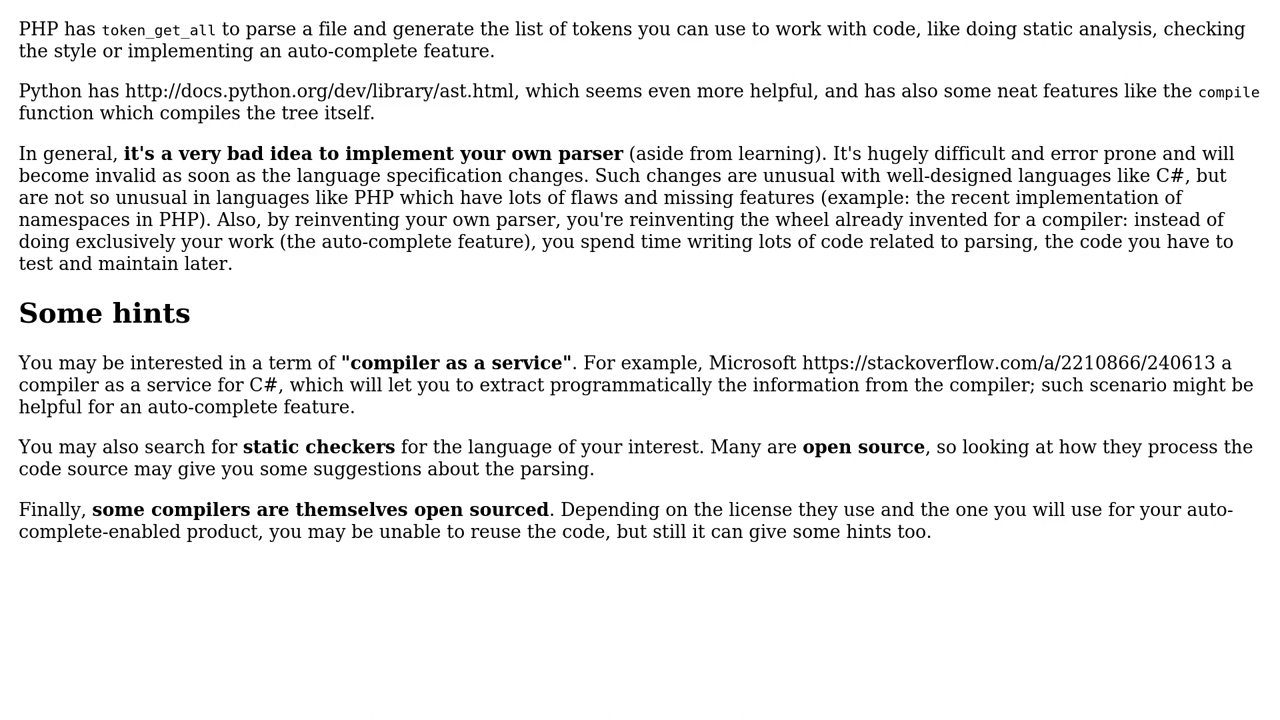 PHP has token_get_all to parse a file and generate the list of tokens you can use to work with code, like doing static analysis, checking
the style or implementing an auto-complete feature.
Python has http://docs.python.org/dev/library/ast.html, which seems even more helpful, and has also some neat features like the compile
function which compiles the tree itself.
In general, it's a very bad idea to implement your own parser (aside from learning). It's hugely difficult and error prone and will
become invalid as soon as the language specification changes. Such changes are unusual with well-designed languages like C#, but
are not so unusual in languages like PHP which have lots of flaws and missing features (example: the recent implementation of
namespaces in PHP). Also, by reinventing your own parser, you're reinventing the wheel already invented for a compiler: instead of
doing exclusively your work (the auto-complete feature), you spend time writing lots of code related to parsing, the code you have to
test and maintain later.
Some hints
You may be interested in a term of "compiler as a service". For example, Microsoft https://stackoverflow.com/a/2210866/240613 a
compiler as a service for C#, which will let you to extract programmatically the information from the compiler; such scenario might be
helpful for an auto-complete feature.
You may also search for static checkers for the language of your interest. Many are open source, so looking at how they process the
code source may give you some suggestions about the parsing.
Finally, some compilers are themselves open sourced. Depending on the license they use and the one you will use for your auto-
complete-enabled product, you may be unable to reuse the code, but still it can give some hints too.